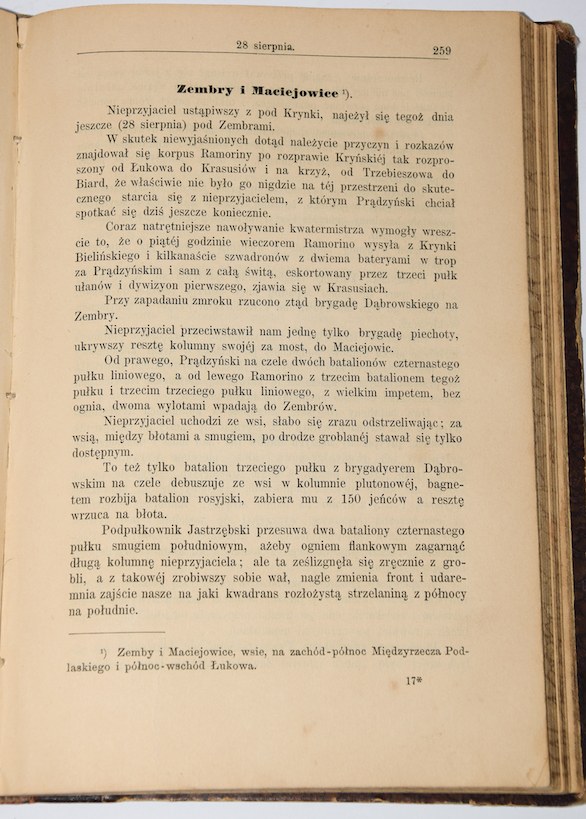 28 sierpnia.
259
Zembry i Maciejowice ¹).
Nieprzyjaciel ustąpiwszy z pod Krynki, najeżył się tegoż dnia
jeszcze (28 sierpnia) pod Zembrami.
W skutek niewyjaśnionych dotąd należycie przyczyn i rozkazów
znajdował się korpus Ramoriny po rozprawie Kryńskiéj tak rozpro-
szony od Łukowa do Krasusiów i na krzyż, od Trzebieszowa do
Biard, że właściwie nie było go nigdzie na téj przestrzeni do skute-
cznego starcia się z nieprzyjacielem, z którym Prądzyński chciał
spotkać się dziś jeszcze koniecznie.
Coraz natrętniejsze nawoływanie kwatermistrza wymogły wresz-
cie to, że o piątéj godzinie wieczorem Ramorino wysyła z Krynki
Bielińskiego i kilkanaście szwadronów z dwiema bateryami w trop
za Prądzyńskim i sam z całą świtą, eskortowany przez trzeci pułk
ułanów i dywizyon pierwszego, zjawia się w Krasusiach.
Przy zapadaniu zmroku rzucono ztąd brygadę Dąbrowskiego na
Zembry.
Nieprzyjaciel przeciwstawił nam jednę tylko brygadę piechoty,
ukrywszy resztę kolumny swojéj za most, do Maciejowic.
Od prawego, Prądzyński na czele dwóch batalionów czternastego
pułku liniowego, a od lewego Ramorino z trzecim batalionem tegoż
pułku i trzecim trzeciego pułku liniowego, z wielkim impetem, bez
ognia, dwoma wylotami wpadają do Zembrów.
Nieprzyjaciel uchodzi ze wsi, słabo się zrazu odstrzeliwając; za
wsią, między błotami a smugiem, po drodze groblanéj stawał się tylko
dostępnym.
To też tylko batalion trzeciego pułku z brygadyerem Dąbro-
wskim na czele debuszuje ze wsi w kolumnie plutonowéj, bagne-
tem rozbija batalion rosyjski, zabiera mu z 150 jeńców a resztę
wrzuca na błota.
Podpułkownik Jastrzębski przesuwa dwa bataliony czternastego
pułku smugiem południowym, ażeby ogniem flankowym zagarnąć
długą kolumnę nieprzyjaciela; ale ta ześlizgnęła się zręcznie z gro-
bli, a z takowéj zrobiwszy sobie wał, nagle zmienia front i udare-
mnia zajście nasze na jaki kwadrans rozłożystą strzelaniną z północy
na południe.
¹) Zemby i Maciejowice, wsie, na zachód-północ Międzyrzecza Pod-
laskiego i północ-wschód Łukowa.
17*